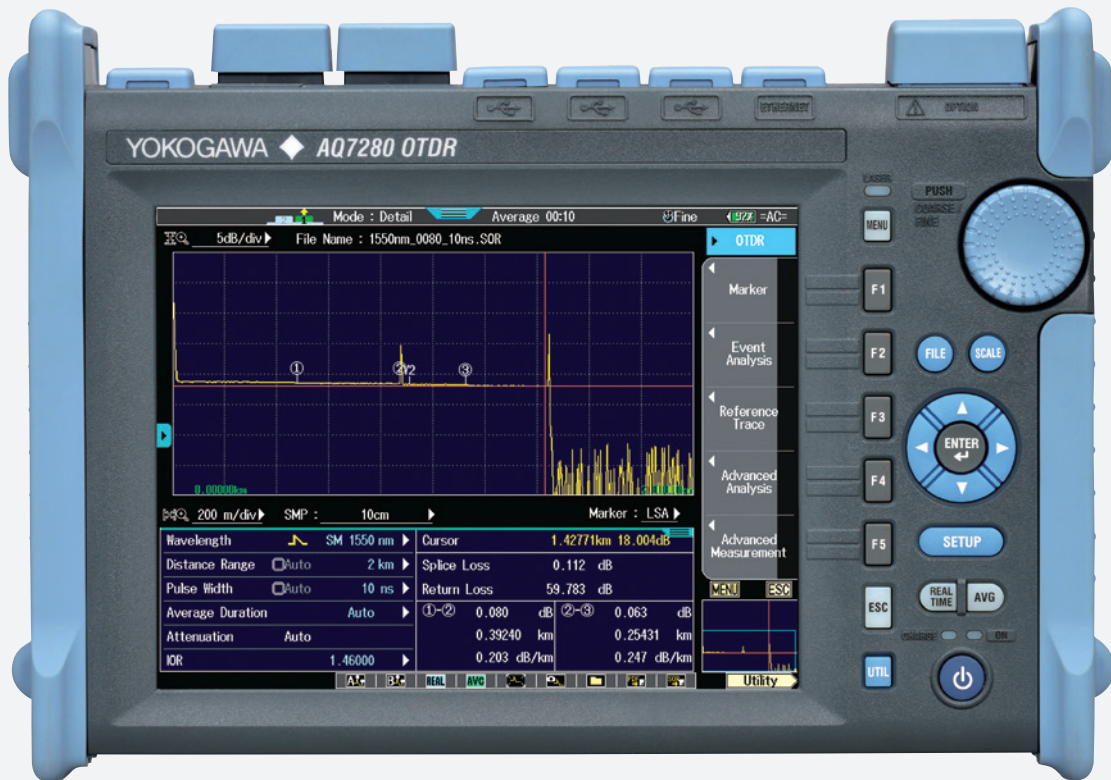 ETHERNET
OPTION
YOKOGAWA ◆ AQ7280 OTDR
LASER
PUSH
COARSE /
FINE
MENU
Mode : Detail
Average 00:10
Fine
92% =AC=
5dB/div
File Name : 1550nm_0080_10ns.SOR
OTDR
① ② Y2 ③
0.00000km
Marker
Event
Analysis
Reference
Trace
Advanced
Analysis
Advanced
Measurement
MENU ESC
F1
F2
F3
F4
F5
FILE
SCALE
ENTER
SETUP
REAL
TIME
AVG
ESC
CHARGE
ON
UTIL
200 m/div
SMP : 10cm
Marker : LSA
Wavelength SM 1550 nm
Distance Range Auto 2 km
Pulse Width Auto 10 ns
Average Duration Auto
Attenuation Auto
IOR 1.46000
Cursor 1.42771km 18.004dB
Splice Loss 0.112 dB
Return Loss 59.783 dB
①-② 0.080 dB ②-③ 0.063 dB
0.39240 km 0.25431 km
0.203 dB/km 0.247 dB/km
REAL AVG
Utility